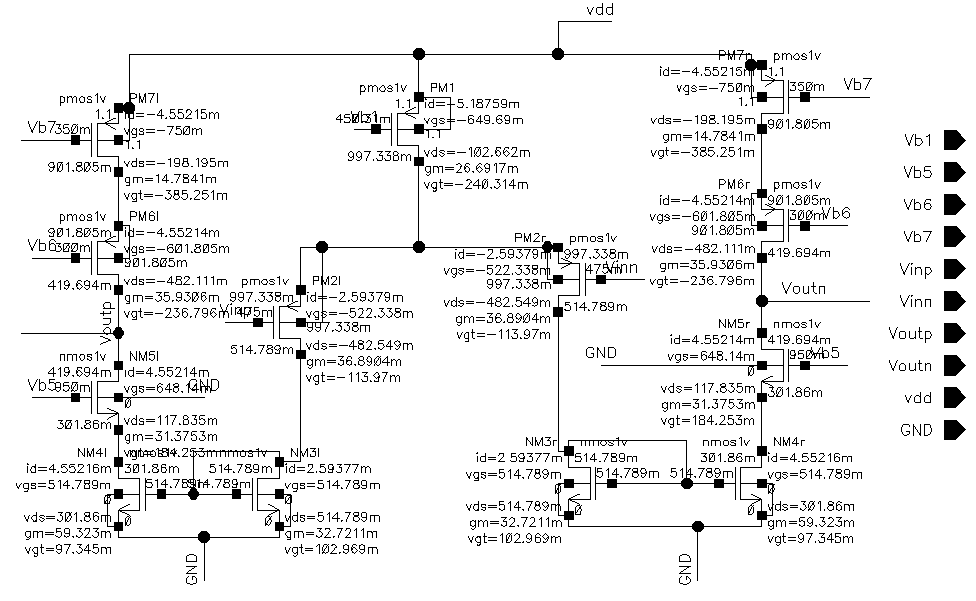 vdd
pmos1v
PM7l
1.1
id=-4.55215m
vgs=-750m
Vb7
350m
1.1
901.805m
vds=-198.195m
gm=14.7841m
vgt=-385.251m
pmos1v
PM6l
901.805m
id=-4.55214m
vgs=-601.805m
Vb6
300m
901.805m
419.694m
vds=-482.111m
gm=35.9306m
vgt=-236.796m
Voutp
nmos1v
NM5l
419.694m
id=4.55214m
vgs=648.14m
Vb5
950m
GND
0
301.86m
vds=117.835m
gm=31.3753m
vgt=184.253m
NM4l
nmos1v
id=4.55216m
301.86m
vgs=514.789m
514.789m
0
0
vds=301.86m
gm=59.323m
vgt=97.345m
nmos1v
NM3l
514.789m
id=2.59377m
514.789m
vgs=514.789m
0
0
vds=514.789m
gm=32.7211m
vgt=102.969m
GND
pmos1v
PM1
1.1
id=-5.18759m
vgs=-649.69m
Vb1
1.1
997.338m
vds=-102.662m
gm=26.6917m
vgt=-240.314m
pmos1v
PM2l
997.338m
id=-2.59379m
vgs=-522.338m
Vinp
475m
997.338m
514.789m
vds=-482.549m
gm=36.8904m
vgt=-113.97m
PM2r
pmos1v
id=-2.59379m
997.338m
vgs=-522.338m
475m
Vinn
997.338m
514.789m
vds=-482.549m
gm=36.8904m
vgt=-113.97m
PM7r
pmos1v
id=-4.55215m
1.1
vgs=-750m
350m
Vb7
1.1
901.805m
vds=-198.195m
gm=14.7841m
vgt=-385.251m
PM6r
pmos1v
id=-4.55214m
901.805m
vgs=-601.805m
300m
Vb6
901.805m
419.694m
vds=-482.111m
gm=35.9306m
vgt=-236.796m
Voutn
NM5r
nmos1v
id=4.55214m
419.694m
vgs=648.14m
950m
Vb5
GND
0
301.86m
vds=117.835m
gm=31.3753m
vgt=184.253m
NM3r
nmos1v
id=2.59377m
514.789m
vgs=514.789m
514.789m
0
0
vds=514.789m
gm=32.7211m
vgt=102.969m
nmos1v
NM4r
301.86m
id=4.55216m
514.789m
vgs=514.789m
0
0
vds=301.86m
gm=59.323m
vgt=97.345m
GND
Vb1
Vb5
Vb6
Vb7
Vinp
Vinn
Voutp
Voutn
vdd
GND